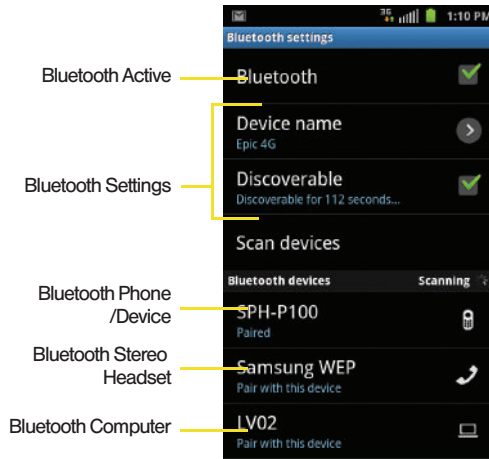 3G
1:10 PM
Bluetooth settings
Bluetooth Active
Bluetooth
Device name
Epic 4G
Bluetooth Settings
Discoverable
Discoverable for 112 seconds...
Scan devices
Bluetooth devices
Scanning
Bluetooth Phone
/Device
SPH-P100
Paired
Bluetooth Stereo
Headset
Samsung WEP
Pair with this device
Bluetooth Computer
LV02
Pair with this device